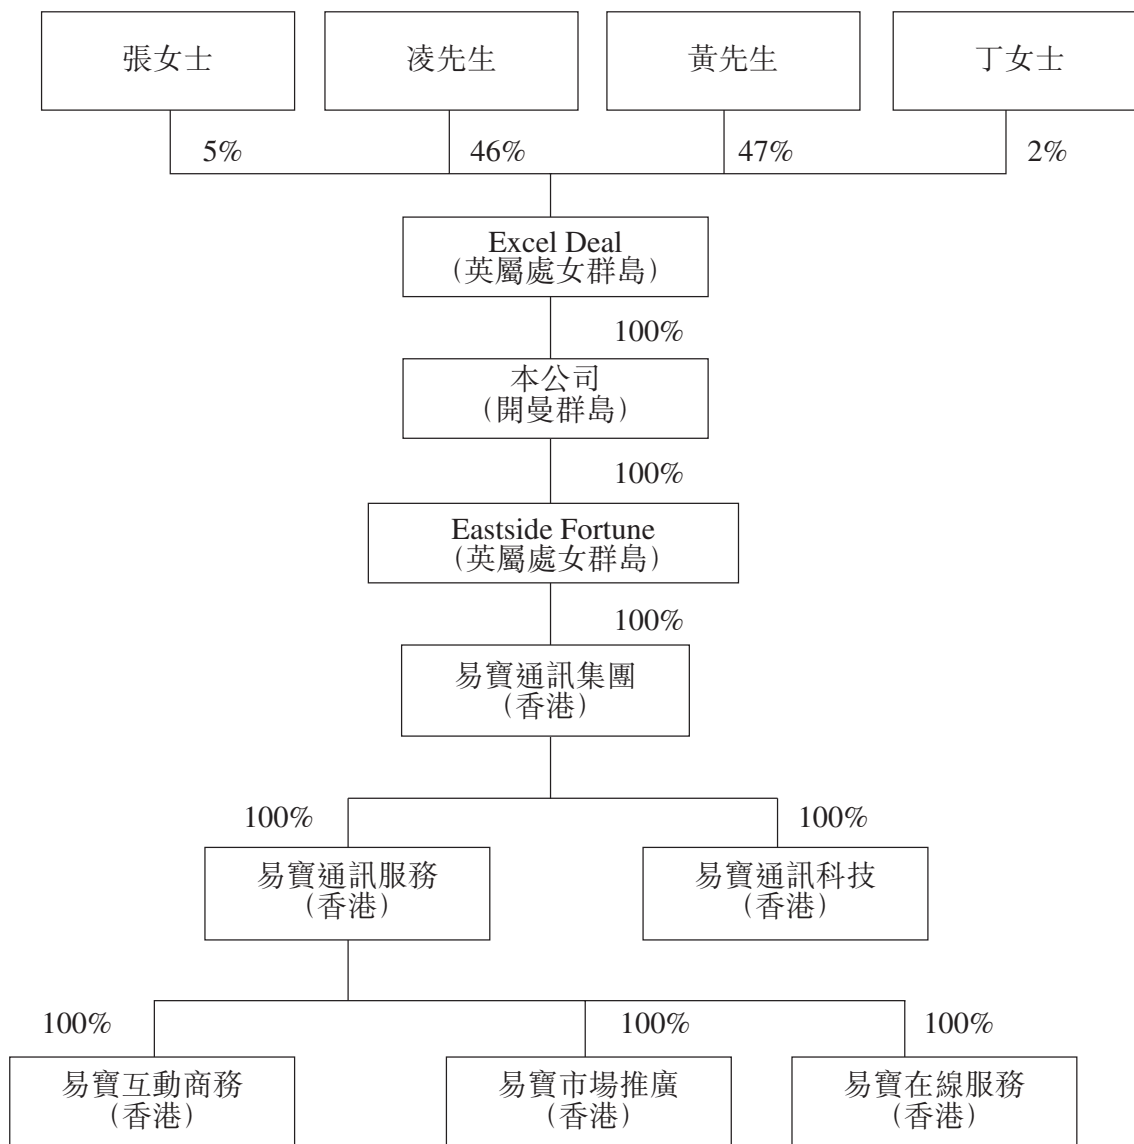 張女士
凌先生
黃先生
丁女士
5%
46%
47%
2%
Excel Deal
(英屬處女群島)
100%
本公司
(開曼群島)
100%
Eastside Fortune
(英屬處女群島)
100%
易寶通訊集團
(香港)
100%
100%
易寶通訊服務
(香港)
易寶通訊科技
(香港)
100%
100%
100%
易寶互動商務
(香港)
易寶市場推廣
(香港)
易寶在線服務
(香港)